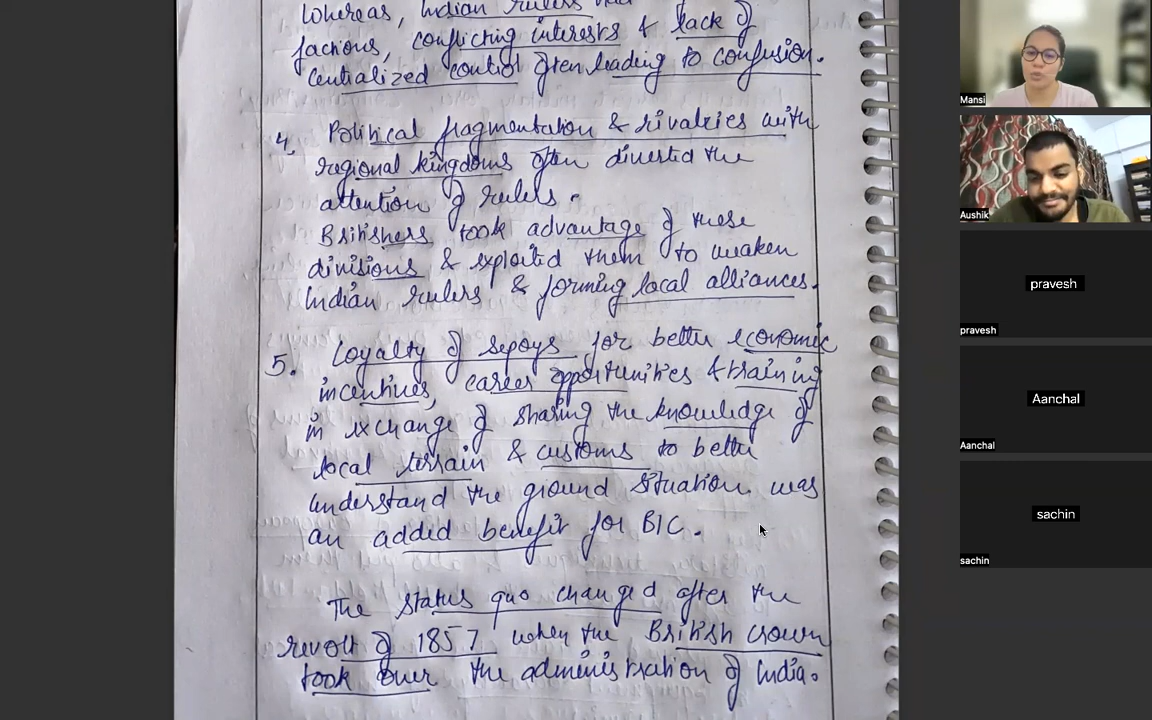 Whereas, Indian rulers had
factions, conflicting interests & lack of
centralized control often leading to confusion.
4. Political fragmentation & rivalries with
regional kingdoms often diverted the
attention of rulers.
Britishers took advantage of these
divisions & exploited them to weaken
Indian rulers & forming local alliances.
5. Loyalty of sepoys for better economic
incentives, career opportunities & training
in exchange of sharing the knowledge of
local terrain & customs to better
understand the ground situation was
an added benefit for BIC.
The status quo changed after the
revolt of 1857 when the British crown
took over the administration of India.
Mansi
Aushik
pravesh
pravesh
Aanchal
Aanchal
sachin
sachin